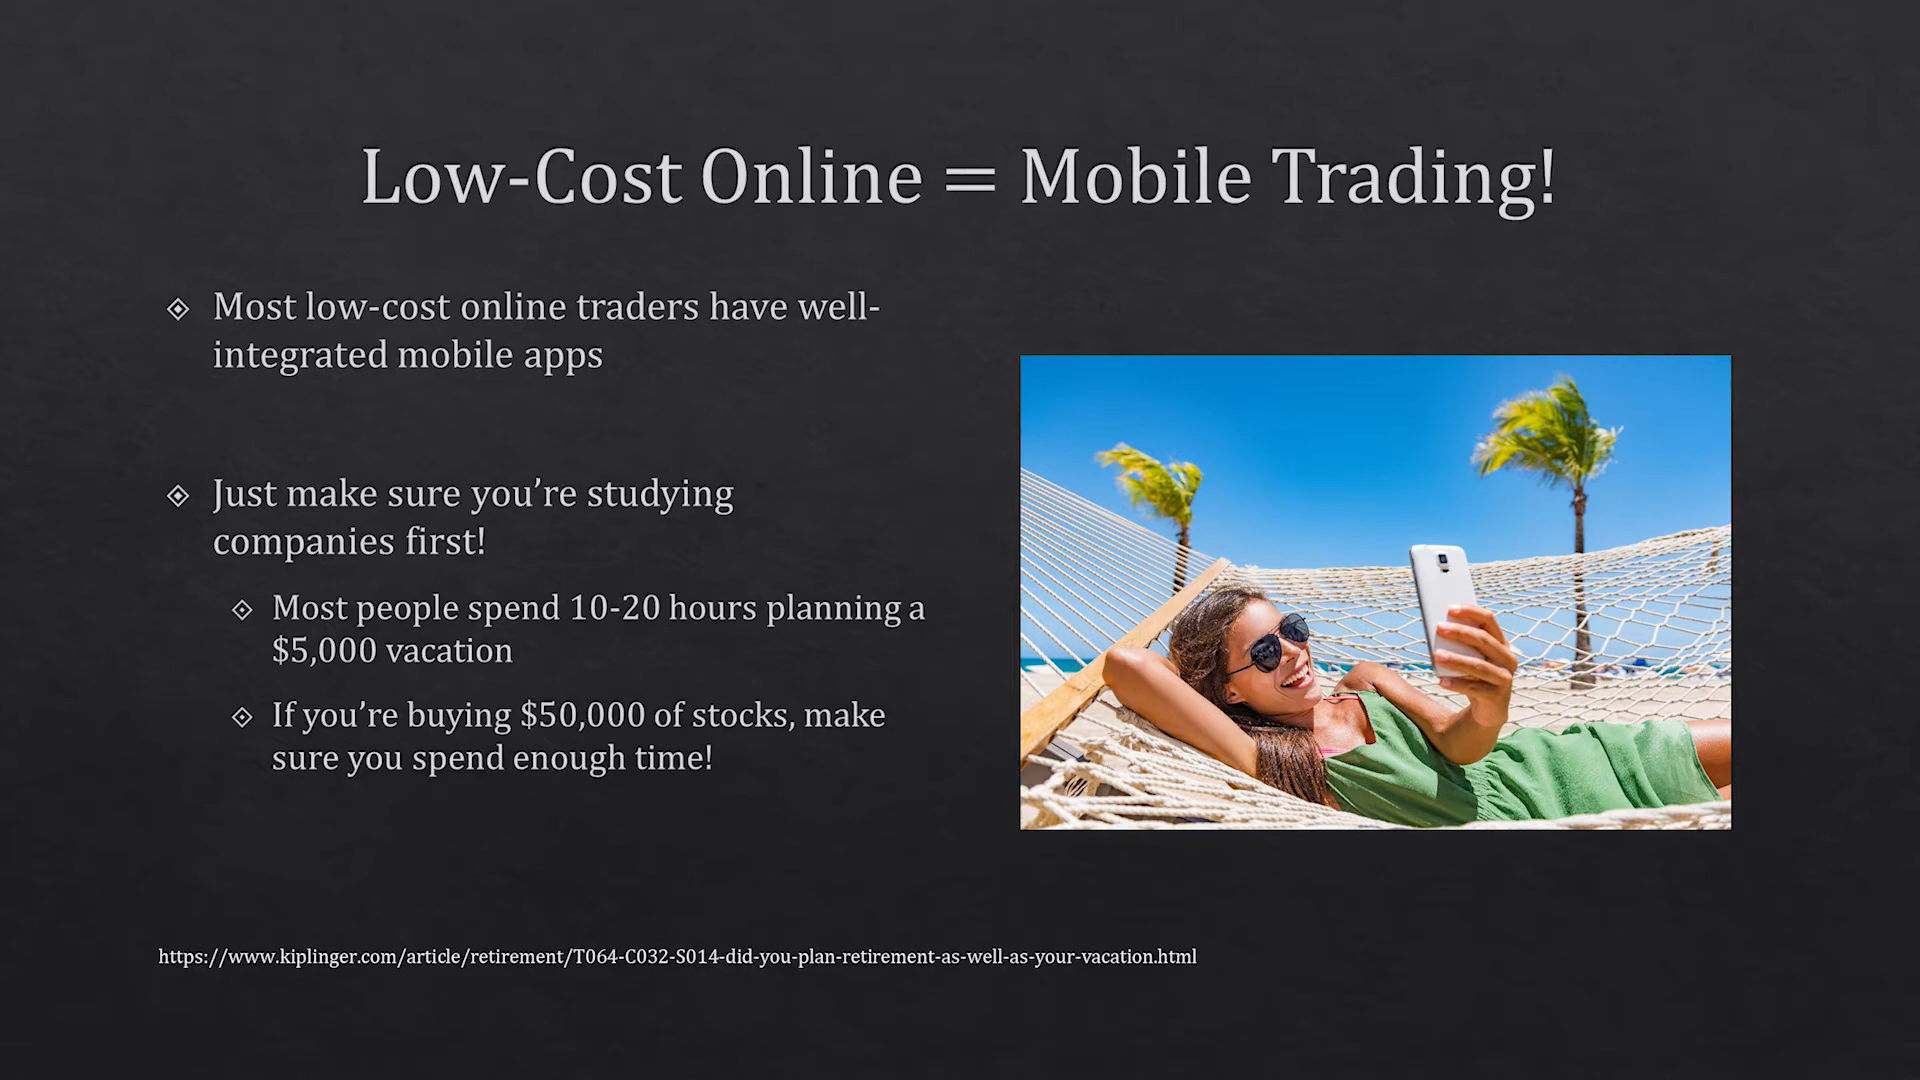 Low-Cost Online = Mobile Trading!
Most low-cost online traders have well-
integrated mobile apps
Just make sure you’re studying
companies first!
Most people spend 10-20 hours planning a
$5,000 vacation
If you’re buying $50,000 of stocks, make
sure you spend enough time!
https://www.kiplinger.com/article/retirement/T064-C032-S014-did-you-plan-retirement-as-well-as-your-vacation.html